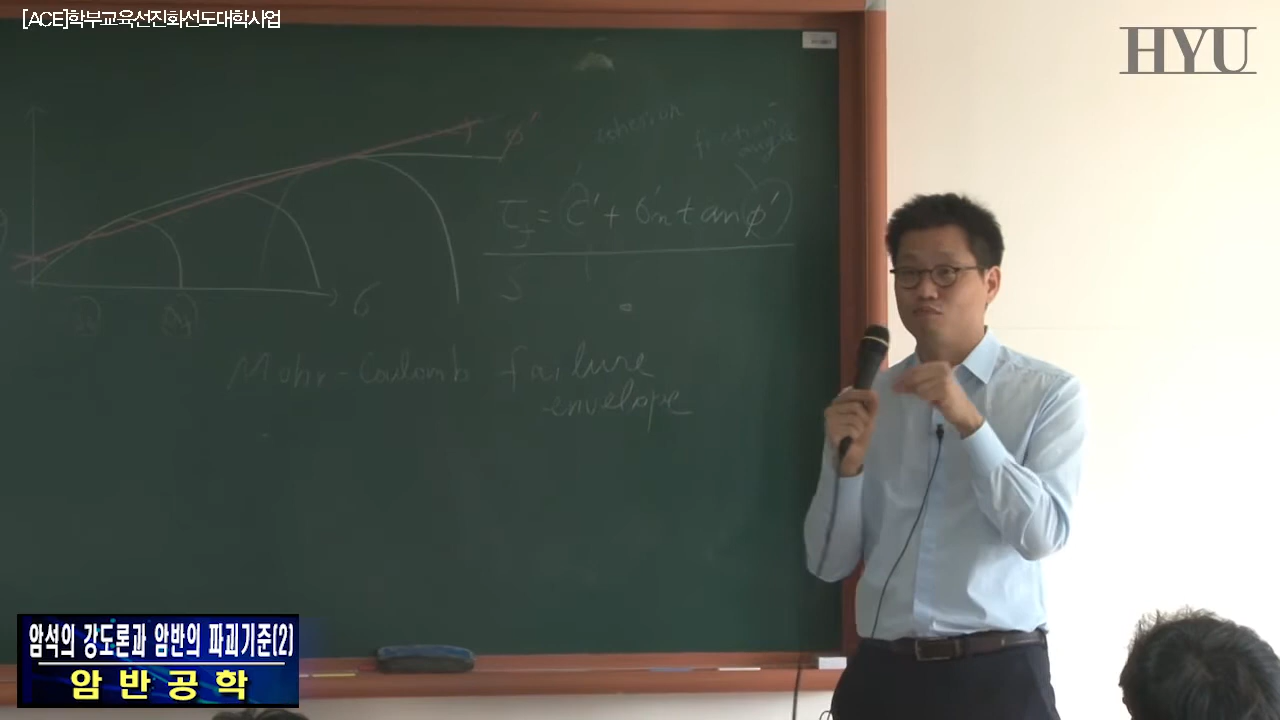 [ACE]학부교육선진화선도대학사업
HYU
cohesion
friction
angle
φ'
τf = c' + σn' tan φ'
S
σ
Mohr-Coulomb failure
envelope
암석의 강도론과 암반의 파괴기준(2)
암반공학